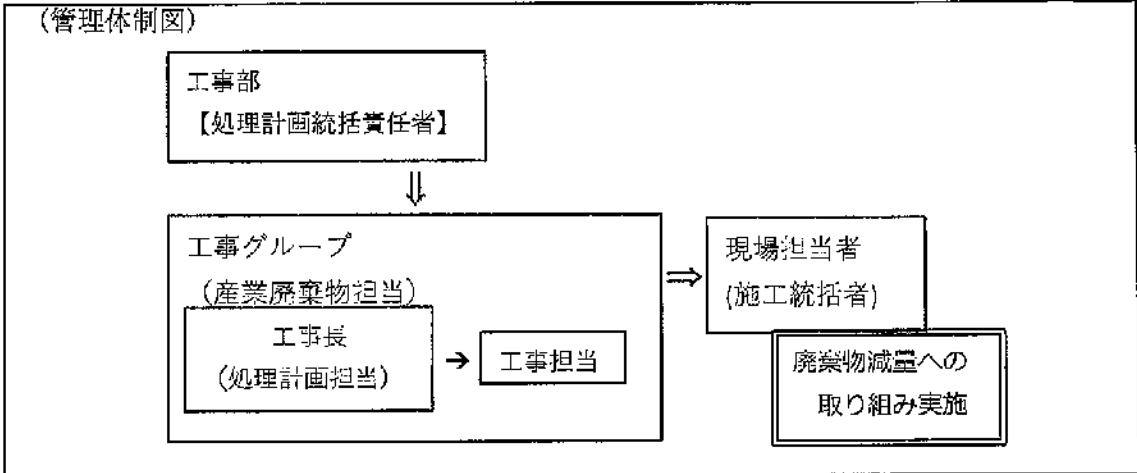 (管理体制図)
工事部
【処理計画統括責任者】
⇓
工事グループ
(産業廃棄物担当)
工事長
(処理計画担当)
→
工事担当
⇒
現場担当者
(施工統括者)
廃棄物減量への
取り組み実施